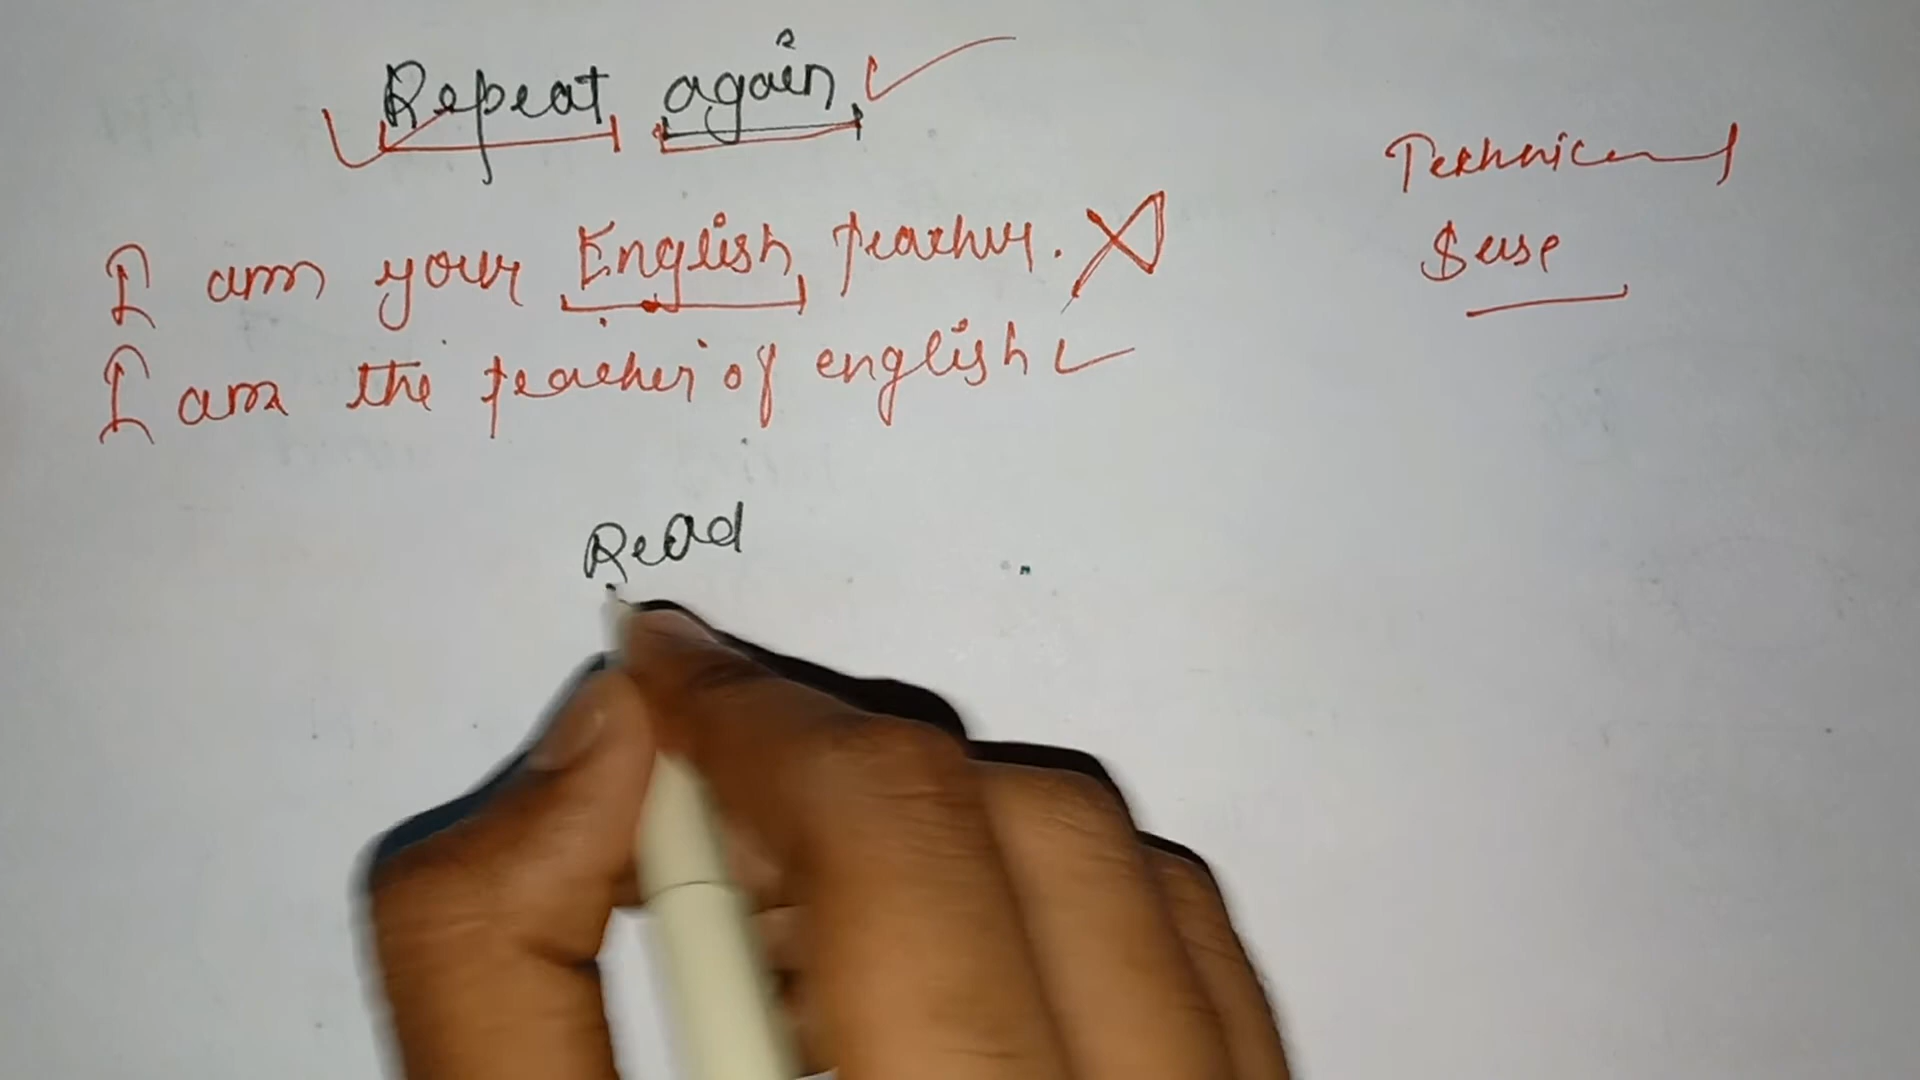 Repeat again
I am your English teacher.
I am the teacher of english
Technical
Sense
Read